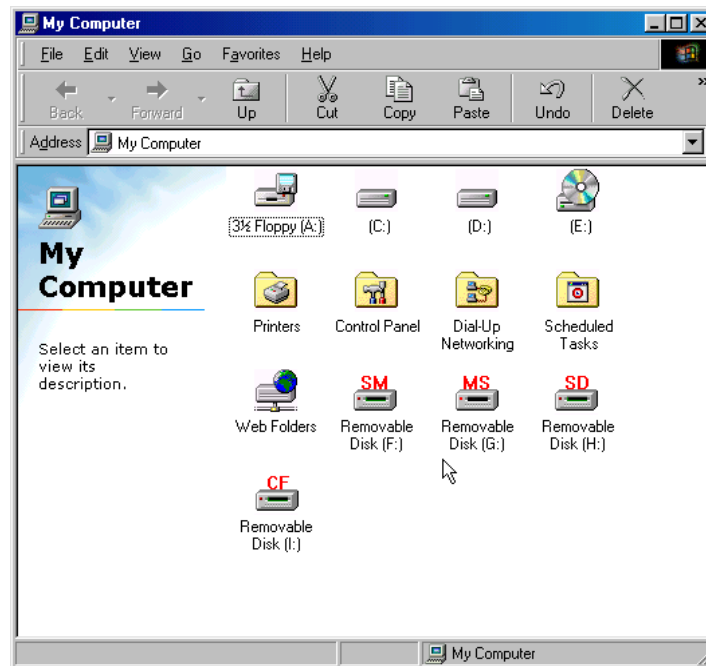 My Computer
File Edit View Go Favorites Help
Back Forward Up Cut Copy Paste Undo Delete »
Address My Computer
My
Computer
Select an item to
view its
description.
3½ Floppy (A:) (C:) (D:) (E:)
Printers Control Panel Dial-Up
Networking Scheduled
Tasks
Web Folders
SM
Removable
Disk (F:)
MS
Removable
Disk (G:)
SD
Removable
Disk (H:)
CF
Removable
Disk (I:)
My Computer